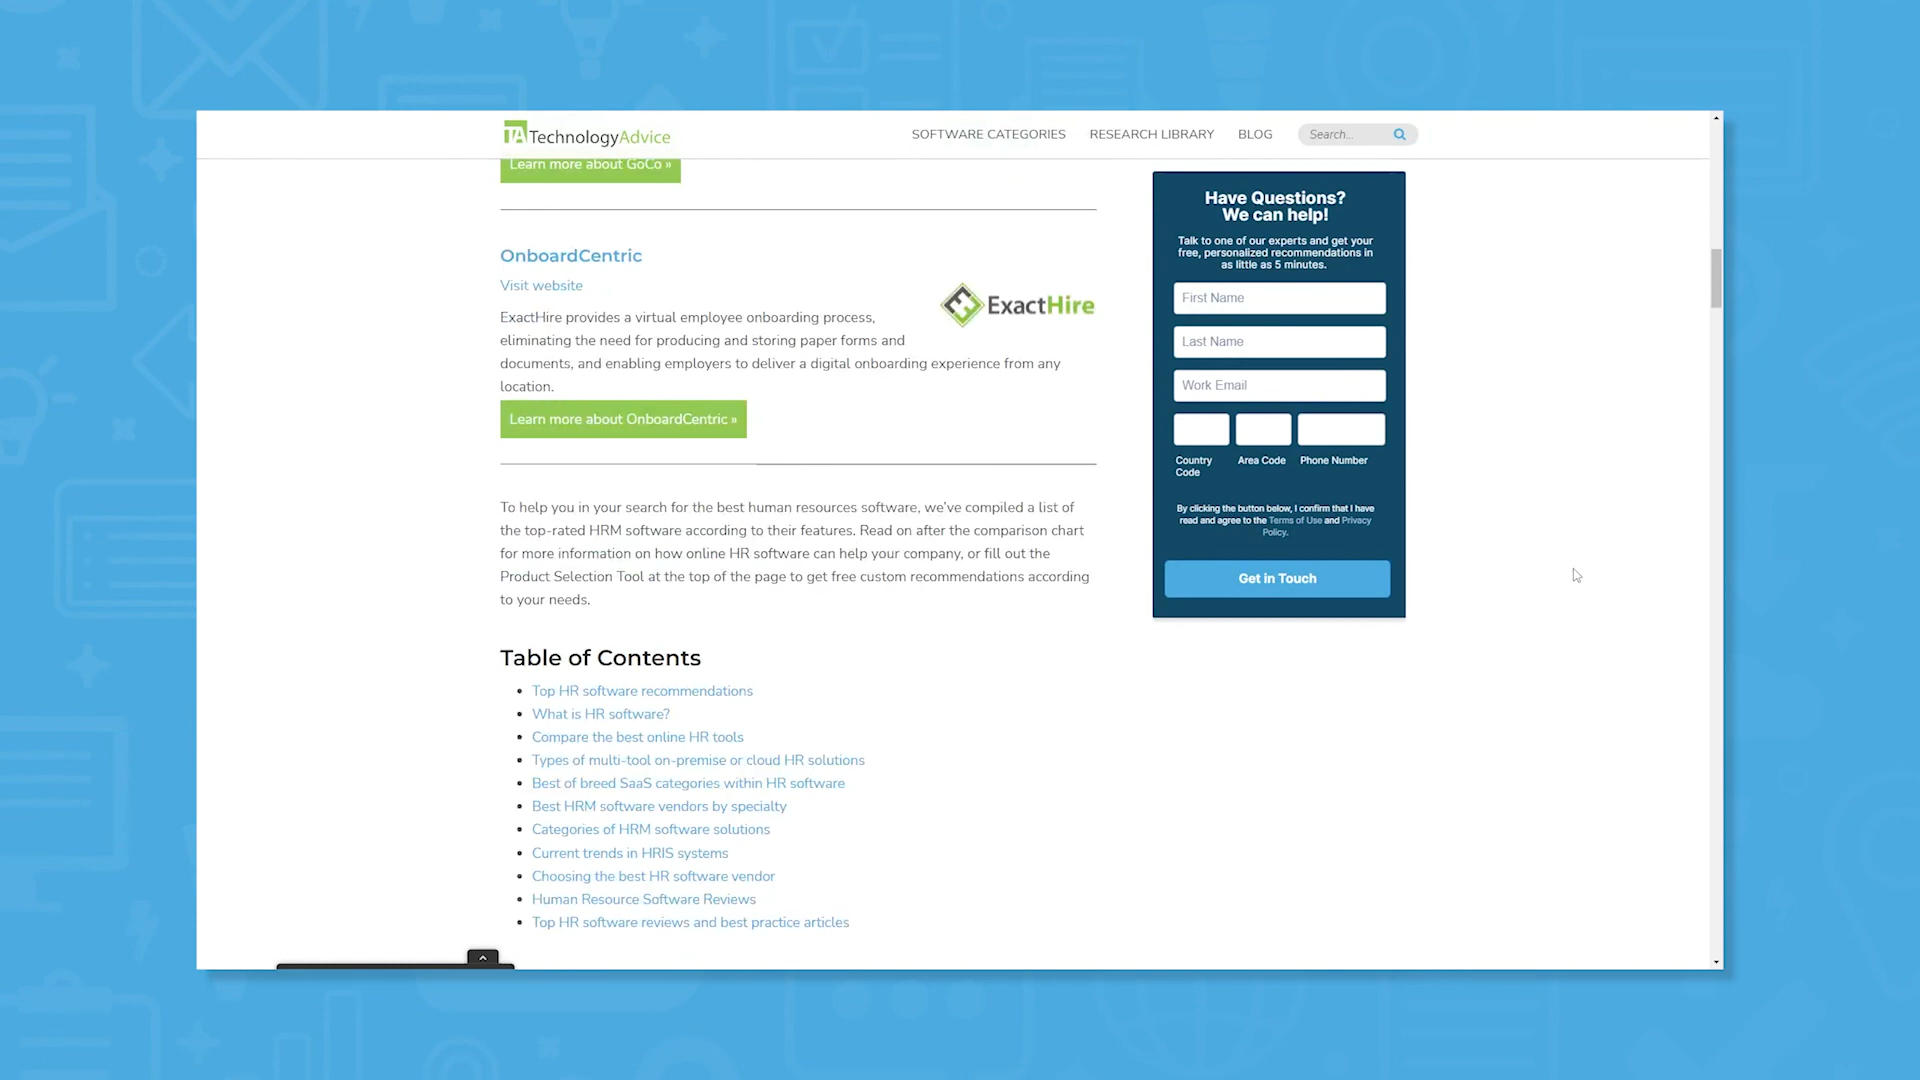 TA TechnologyAdvice
SOFTWARE CATEGORIES RESEARCH LIBRARY BLOG Search...
Learn more about GoCo »
OnboardCentric
Visit website
ExactHire
ExactHire provides a virtual employee onboarding process,
eliminating the need for producing and storing paper forms and
documents, and enabling employers to deliver a digital onboarding experience from any
location.
Learn more about OnboardCentric »
To help you in your search for the best human resources software, we've compiled a list of
the top-rated HRM software according to their features. Read on after the comparison chart
for more information on how online HR software can help your company, or fill out the
Product Selection Tool at the top of the page to get free custom recommendations according
to your needs.
Table of Contents
Top HR software recommendations
What is HR software?
Compare the best online HR tools
Types of multi-tool on-premise or cloud HR solutions
Best of breed SaaS categories within HR software
Best HRM software vendors by specialty
Categories of HRM software solutions
Current trends in HRIS systems
Choosing the best HR software vendor
Human Resource Software Reviews
Top HR software reviews and best practice articles
Have Questions?
We can help!
Talk to one of our experts and get your
free, personalized recommendations in
as little as 5 minutes.
First Name
Last Name
Work Email
Country
Code
Area Code
Phone Number
By clicking the button below, I confirm that I have
read and agree to the Terms of Use and Privacy
Policy.
Get in Touch